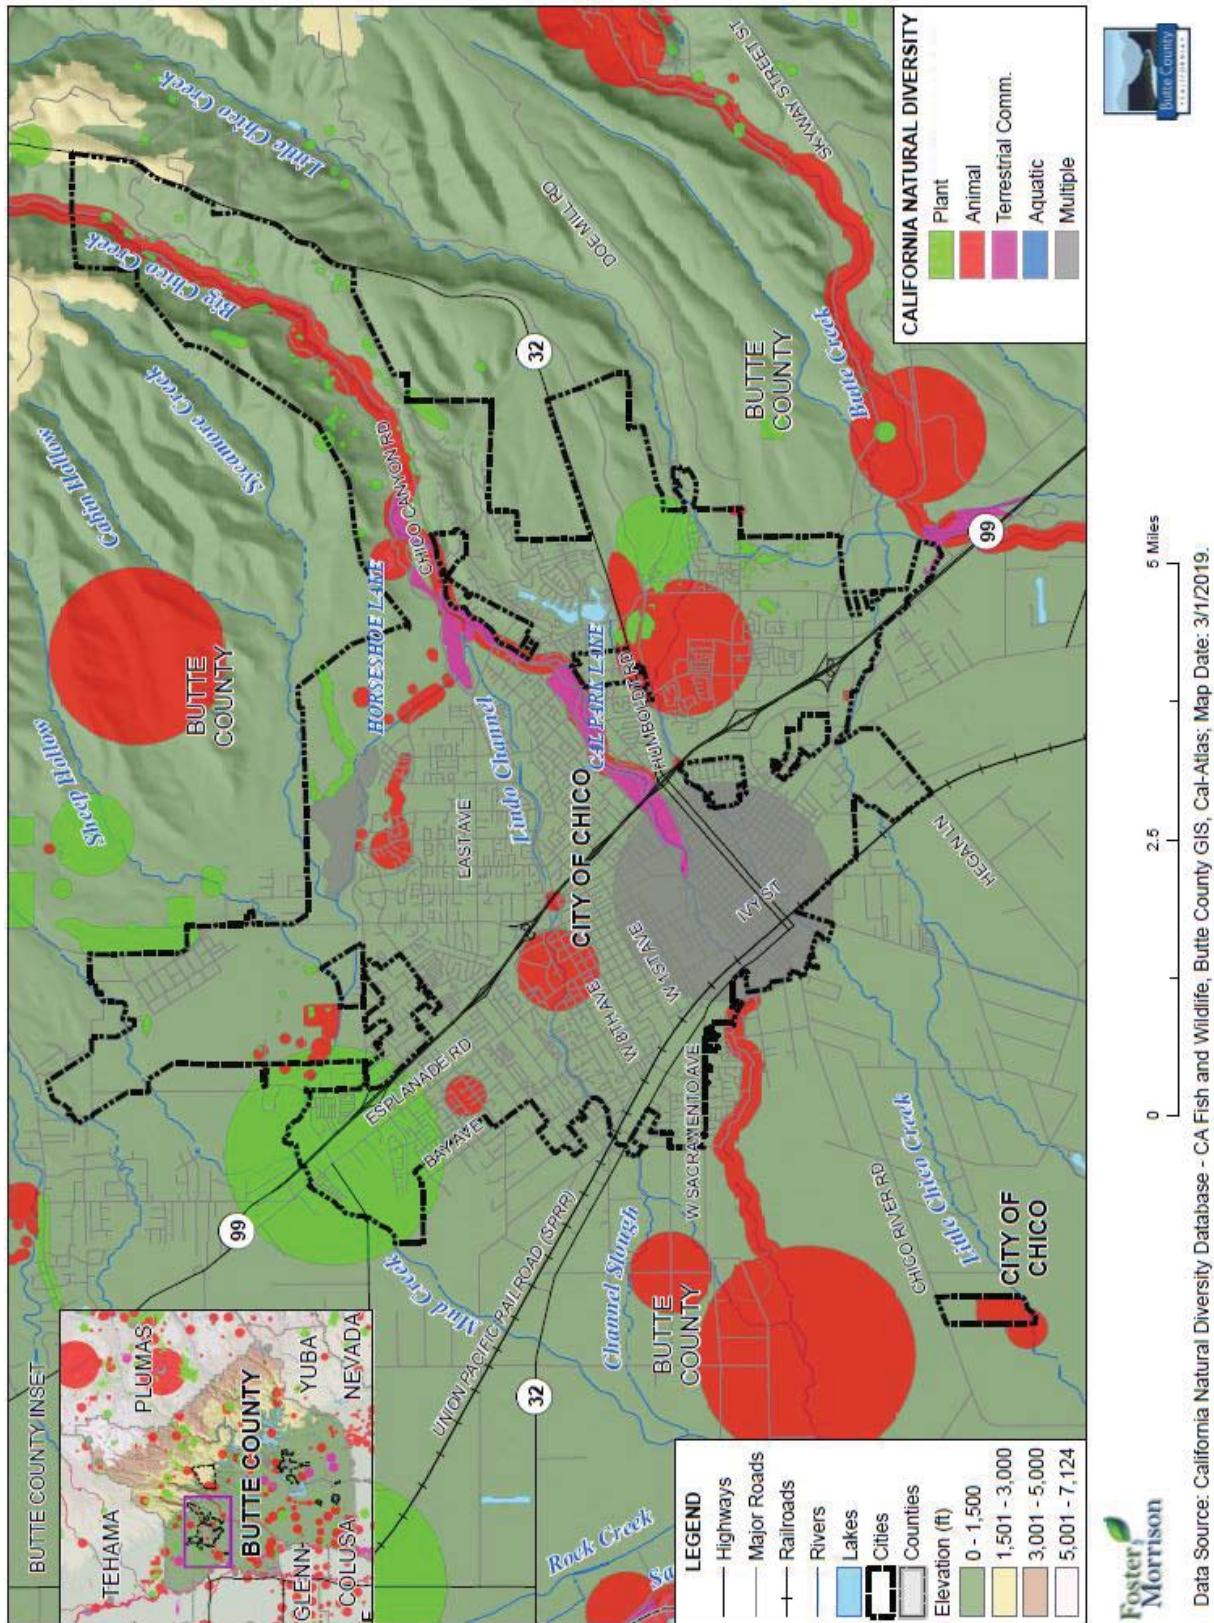 BUTTE COUNTY INSET
TEHAMA
PLUMAS
BUTTE COUNTY
GLENN
COLUSA
YUBA
NEVADA
99
Sheep Hollow
Cabin Hollow
Sycamore Creek
Big Chico Creek
Little Chico Creek
BUTTE
COUNTY
HORSESHOE LAKE
CHICO CANYON RD
32
DOE MILL RD
SKYWAY STREET ST
ESPLANADE RD
BAY AVE
EAST AVE
Lindo Channel
CITY OF CHICO
CAL PARK LAKE
HUMBOLDT RD
BUTTE
COUNTY
Butte Creek
Mud Creek
UNION PACIFIC RAILROAD (SPRR)
W 8TH AVE
W 1ST AVE
IVY ST
W SACRAMENTO AVE
Channel Slough
BUTTE
COUNTY
32
99
HEGAN LN
CHICO RIVER RD
Little Chico Creek
CITY OF
CHICO
Rock Creek
Sa
LEGEND
Highways
Major Roads
Railroads
Rivers
Lakes
Cities
Counties
Elevation (ft)
0 - 1,500
1,501 - 3,000
3,001 - 5,000
5,001 - 7,124
CALIFORNIA NATURAL DIVERSITY
Plant
Animal
Terrestrial Comm.
Aquatic
Multiple
0
2.5
5 Miles
Foster
Morrison
Butte County
CALIFORNIA
Data Source: California Natural Diversity Database - CA Fish and Wildlife, Butte County GIS, Cal-Atlas; Map Date: 3/1/2019.